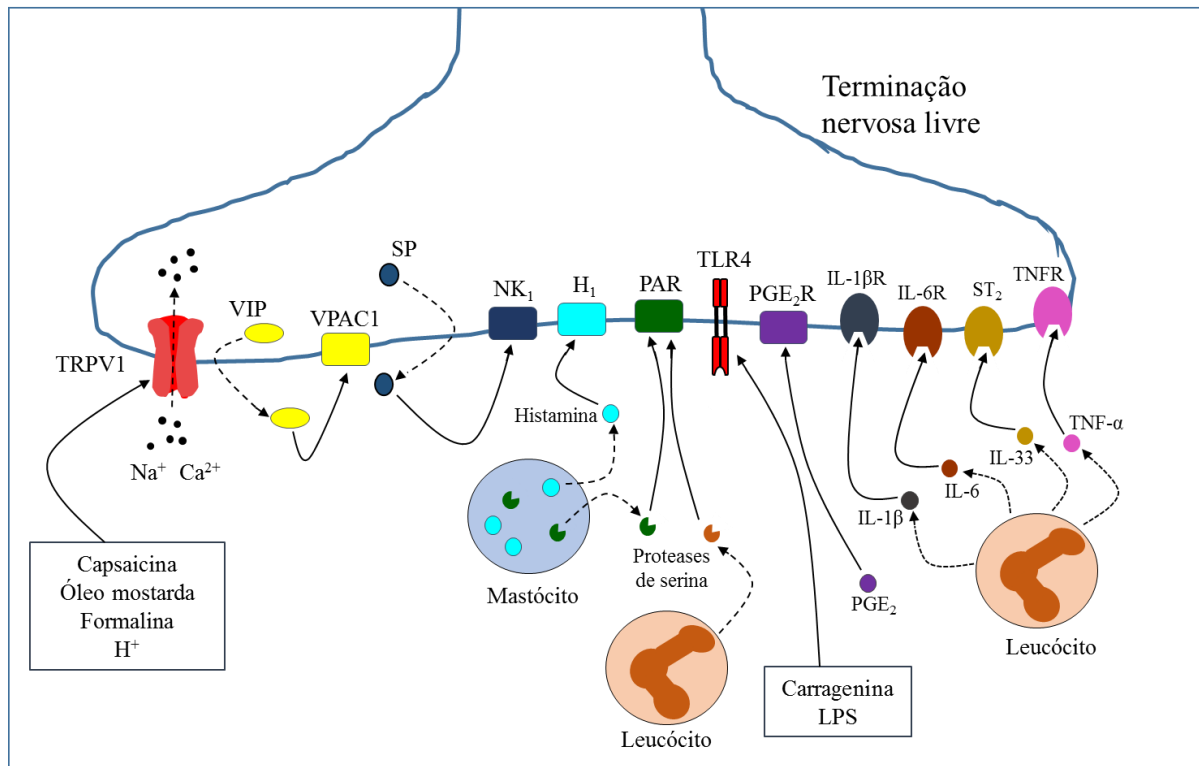 Terminação
nervosa livre
SP
TLR4
NK₁
H₁
PAR
PGE₂R
IL-1βR
IL-6R
ST₂
TNFR
VIP
VPAC1
TRPV1
Na⁺ Ca²⁺
Histamina
TNF-α
IL-33
IL-6
IL-1β
Capsaicina
Óleo mostarda
Formalina
H⁺
Mastócito
Proteases
de serina
PGE₂
Leucócito
Carragenina
LPS
Leucócito